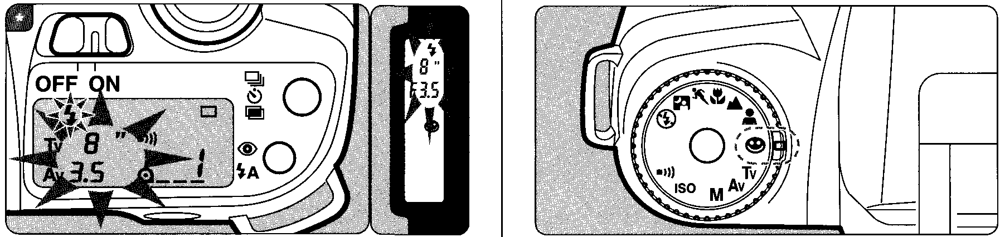 OFF ON
Tv 8 "
Av 3.5 1
A
8 "
F3.5
Tv
Av
M
ISO